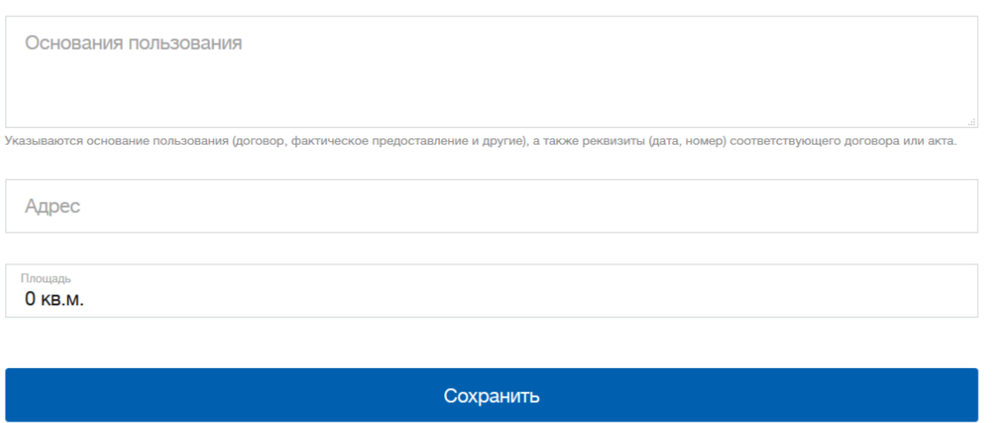 Основания пользования
Указываются основание пользования (договор, фактическое предоставление и другие), а также реквизиты (дата, номер) соответствующего договора или акта.
Адрес
Площадь
0 кв.м.
Сохранить